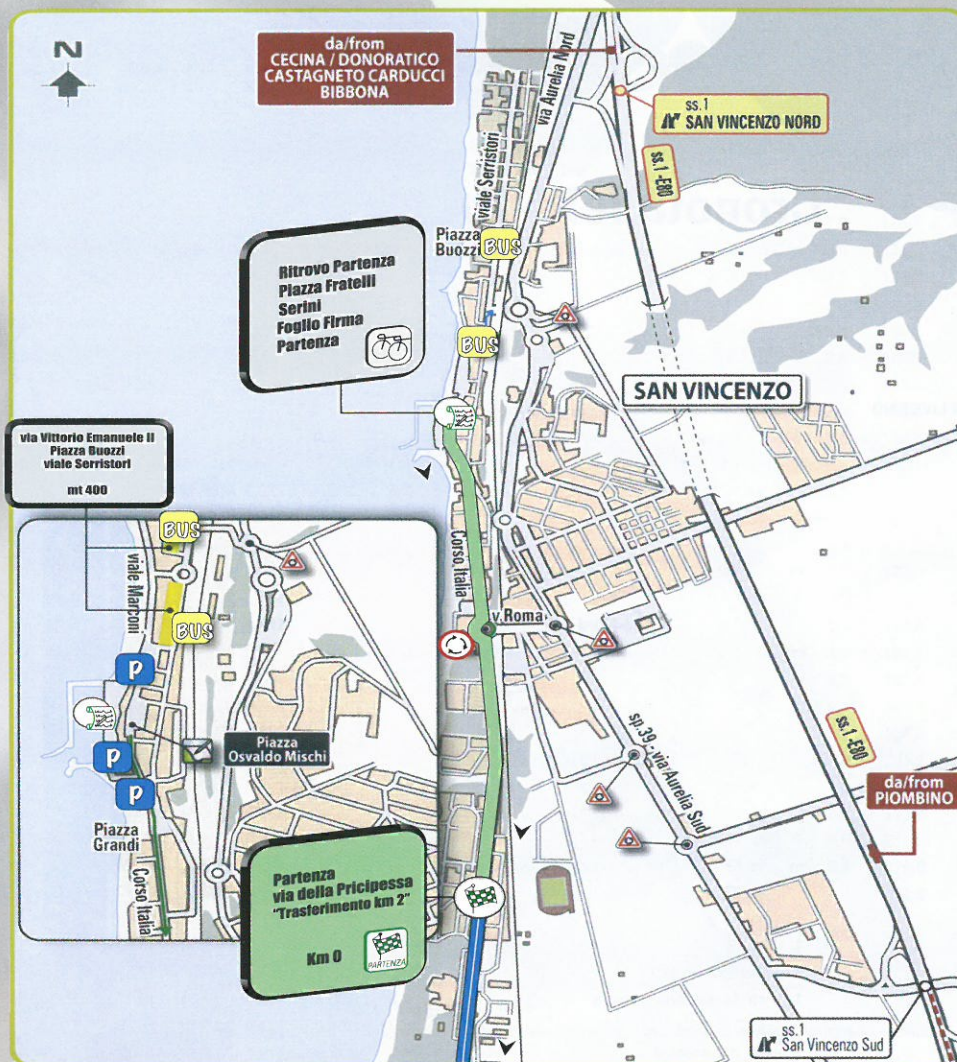 N
da/from
CECINA / DONORATICO
CASTAGNETO CARDUCCI
BIBBONA
via Aurelia Nord
ss.1
SAN VINCENZO NORD
ss.1 -E80
viale Serristori
Piazza
Buozzi
BUS
Ritrovo Partenza
Piazza Fratelli
Serini
Foglio Firma
Partenza
BUS
SAN VINCENZO
via Vittorio Emanuele II
Piazza Buozzi
viale Serristori
mt 400
BUS
viale Marconi
BUS
P
Piazza
Osvaldo Mischi
P
P
Piazza
Grandi
Corso Italia
Corso Italia
v.Roma
sp.39 - via Aurelia Sud
ss.1 -E80
da/from
PIOMBINO
Partenza
via della Pricipessa
"Trasferimento km 2"
Km 0
PARTENZA
ss.1
San Vincenzo Sud